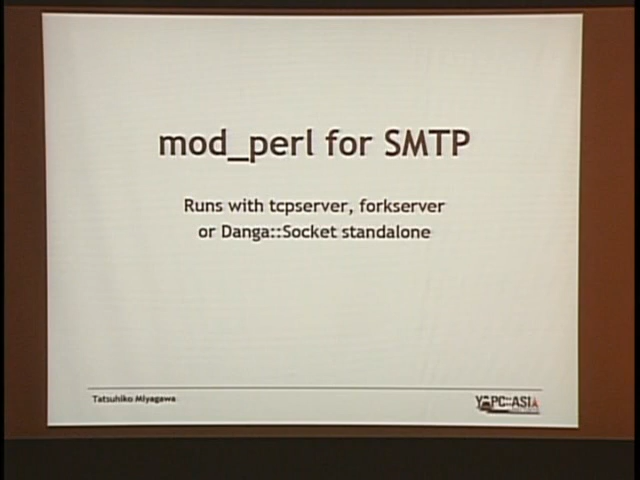 mod_perl for SMTP
Runs with tcpserver, forkserver
or Danga::Socket standalone
Tatsuhiko Miyagawa
YAPC::ASIA